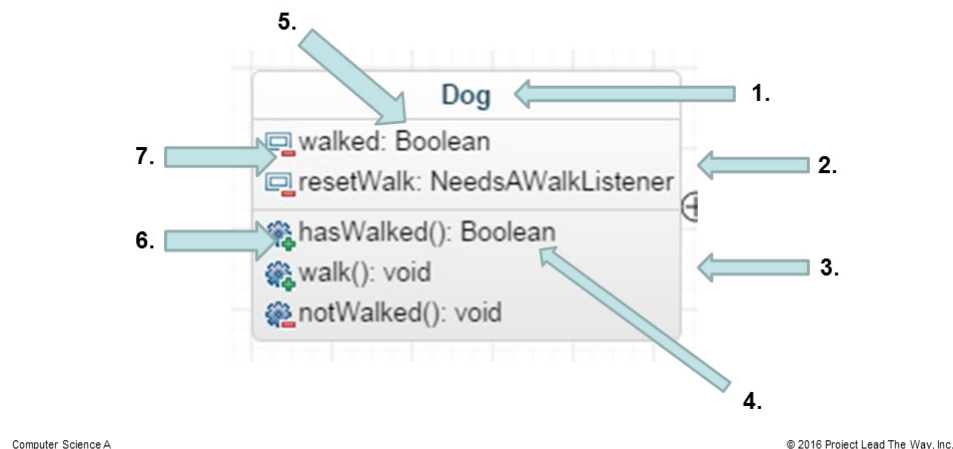 5.
Dog
1.
walked: Boolean
7.
2.
resetWalk: NeedsAWalkListener
hasWalked(): Boolean
6.
3.
walk(): void
notWalked(): void
4.
Computer Science A
© 2016 Project Lead The Way, Inc.